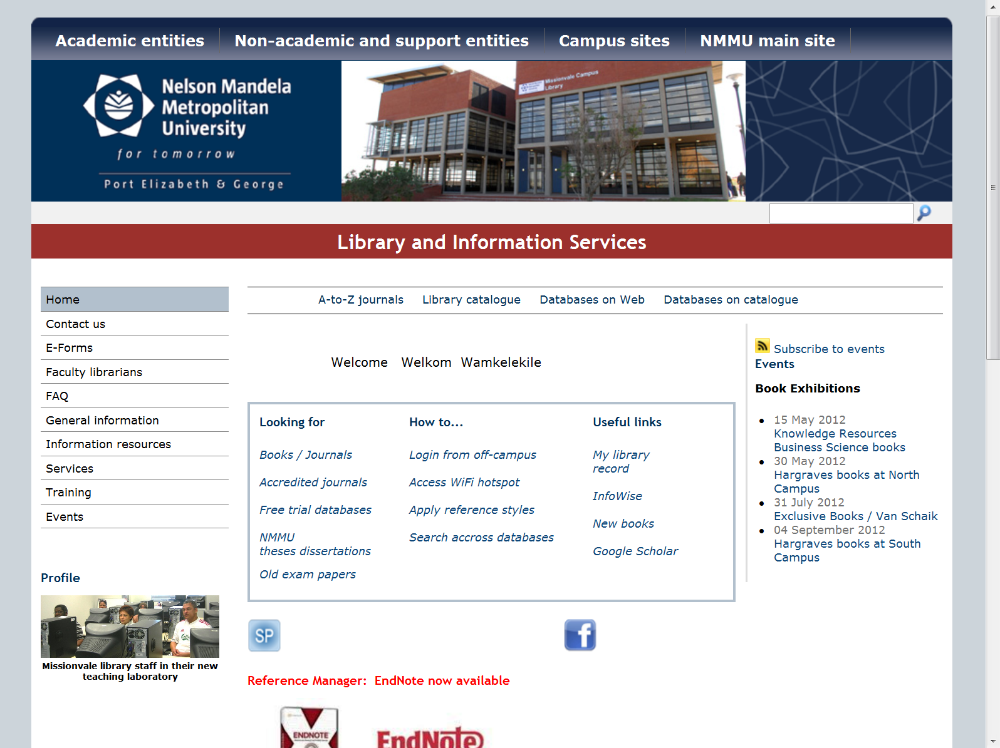 Academic entities
Non-academic and support entities
Campus sites
NMMU main site
Nelson Mandela
Metropolitan
University
for tomorrow
Port Elizabeth & George
Missionvale Campus
Library
Library and Information Services
Home
Contact us
E-Forms
Faculty librarians
FAQ
General information
Information resources
Services
Training
Events
Profile
Missionvale library staff in their new
teaching laboratory
A-to-Z journals
Library catalogue
Databases on Web
Databases on catalogue
Welcome Welkom Wamkelekile
Looking for
Books / Journals
Accredited journals
Free trial databases
NMMU
theses dissertations
Old exam papers
How to...
Login from off-campus
Access WiFi hotspot
Apply reference styles
Search accross databases
Useful links
My library
record
InfoWise
New books
Google Scholar
SP
f
Reference Manager: EndNote now available
ENDNOTE
EndNote
Subscribe to events
Events
Book Exhibitions
15 May 2012
Knowledge Resources
Business Science books
30 May 2012
Hargraves books at North
Campus
31 July 2012
Exclusive Books / Van Schaik
04 September 2012
Hargraves books at South
Campus